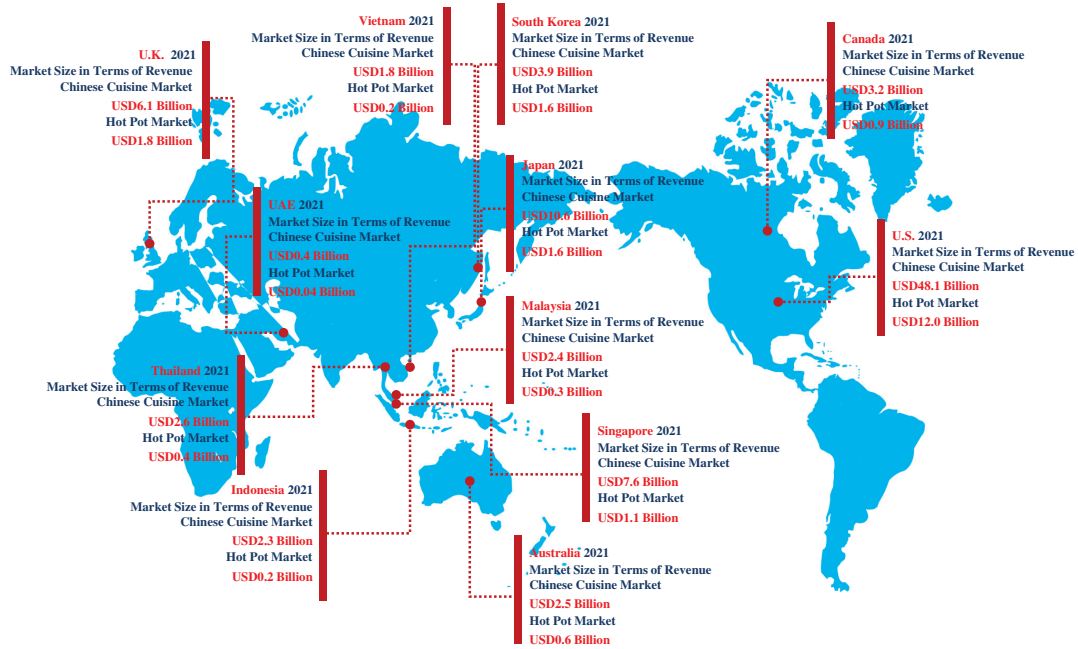 Vietnam 2021
Market Size in Terms of Revenue
Chinese Cuisine Market
USD1.8 Billion
Hot Pot Market
USD0.2 Billion
South Korea 2021
Market Size in Terms of Revenue
Chinese Cuisine Market
USD3.9 Billion
Hot Pot Market
USD1.6 Billion
Canada 2021
Market Size in Terms of Revenue
Chinese Cuisine Market
USD3.2 Billion
Hot Pot Market
USD0.9 Billion
U.K. 2021
Market Size in Terms of Revenue
Chinese Cuisine Market
USD6.1 Billion
Hot Pot Market
USD1.8 Billion
Japan 2021
Market Size in Terms of Revenue
Chinese Cuisine Market
USD10.6 Billion
Hot Pot Market
USD1.6 Billion
UAE 2021
Market Size in Terms of Revenue
Chinese Cuisine Market
USD0.4 Billion
Hot Pot Market
USD0.04 Billion
U.S. 2021
Market Size in Terms of Revenue
Chinese Cuisine Market
USD48.1 Billion
Hot Pot Market
USD12.0 Billion
Malaysia 2021
Market Size in Terms of Revenue
Chinese Cuisine Market
USD2.4 Billion
Hot Pot Market
USD0.3 Billion
Thailand 2021
Market Size in Terms of Revenue
Chinese Cuisine Market
USD2.6 Billion
Hot Pot Market
USD0.4 Billion
Singapore 2021
Market Size in Terms of Revenue
Chinese Cuisine Market
USD7.6 Billion
Hot Pot Market
USD1.1 Billion
Indonesia 2021
Market Size in Terms of Revenue
Chinese Cuisine Market
USD2.3 Billion
Hot Pot Market
USD0.2 Billion
Australia 2021
Market Size in Terms of Revenue
Chinese Cuisine Market
USD2.5 Billion
Hot Pot Market
USD0.6 Billion